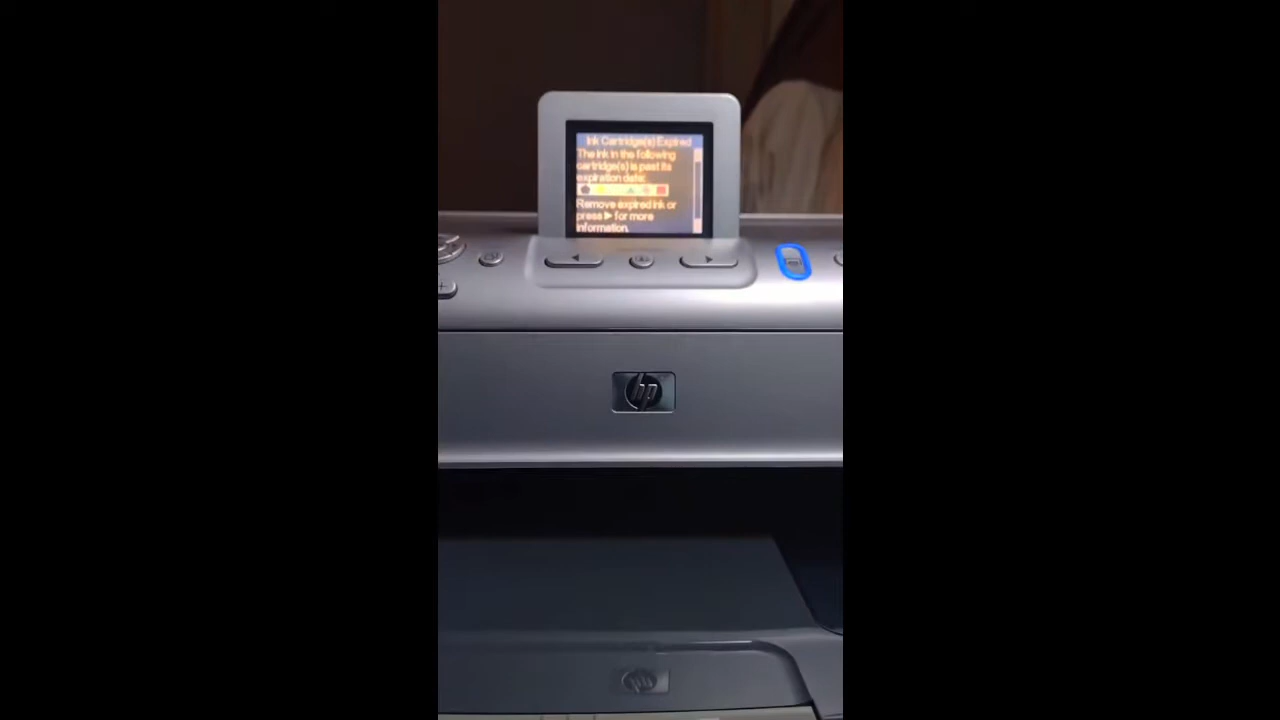 Ink Cartridge(s) Expired
The ink in the following
cartridge(s) is past its
expiration date:
Remove expired ink or
press ▶ for more
information.
hp
hp